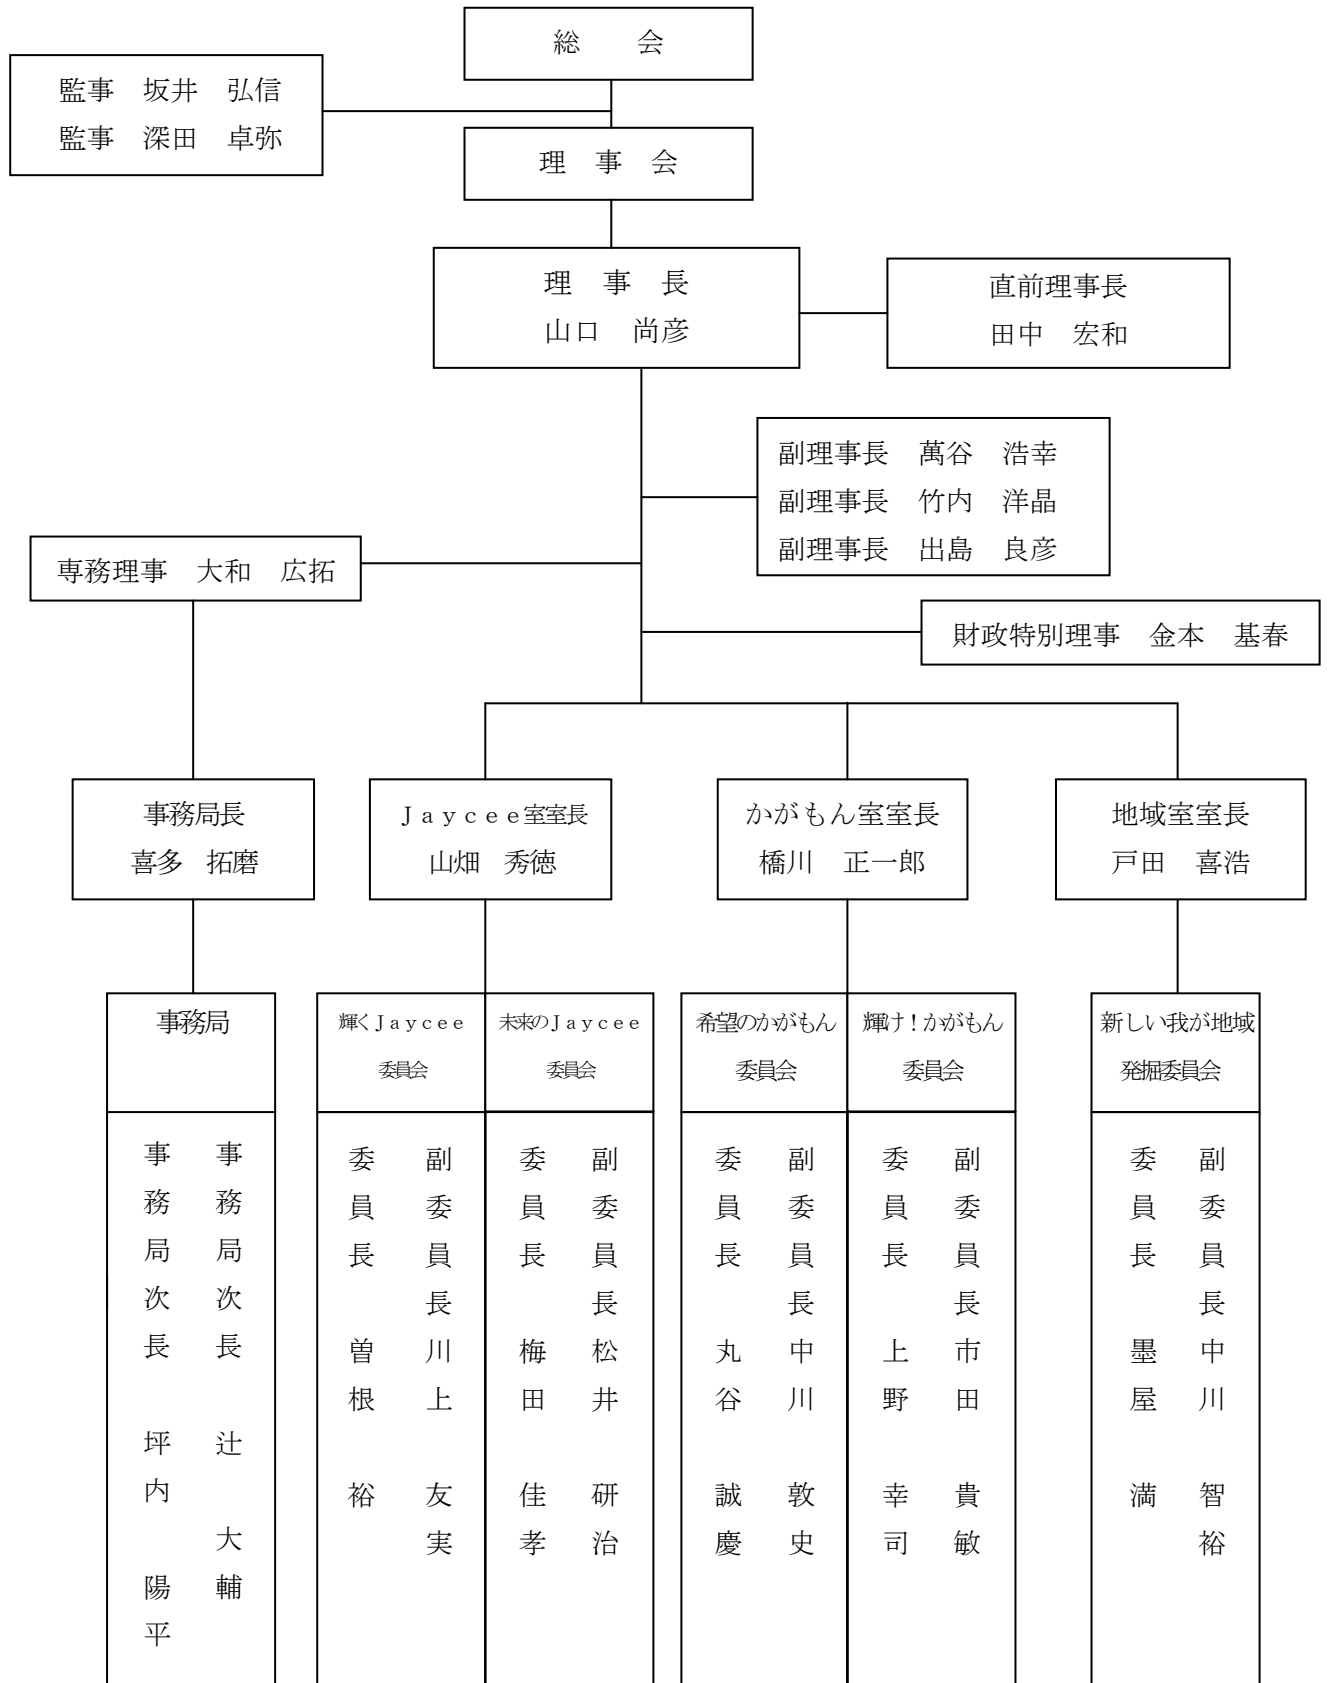 総　会
監事　坂井　弘信
監事　深田　卓弥
理　事　会
理　事　長
山口　尚彦
直前理事長
田中　宏和
副理事長　萬谷　浩幸
副理事長　竹内　洋晶
副理事長　出島　良彦
専務理事　大和　広拓
財政特別理事　金本　基春
事務局長
喜多　拓磨
Ｊａｙｃｅｅ室室長
山畑　秀徳
かがもん室室長
橋川　正一郎
地域室室長
戸田　喜浩
事務局
事務局次長　辻　大輔
事務局次長　坪内　陽平
輝くＪａｙｃｅｅ
委員会
委員長　曽根　裕
副委員長　川上　友実
未来のＪａｙｃｅｅ
委員会
委員長　梅田　佳孝
副委員長　松井　研治
希望のかがもん
委員会
委員長　丸谷　誠慶
副委員長　中川　敦史
輝け！かがもん
委員会
委員長　上野　幸司
副委員長　市田　貴敏
新しい我が地域
発掘委員会
委員長　墨屋　満
副委員長　中川　智裕